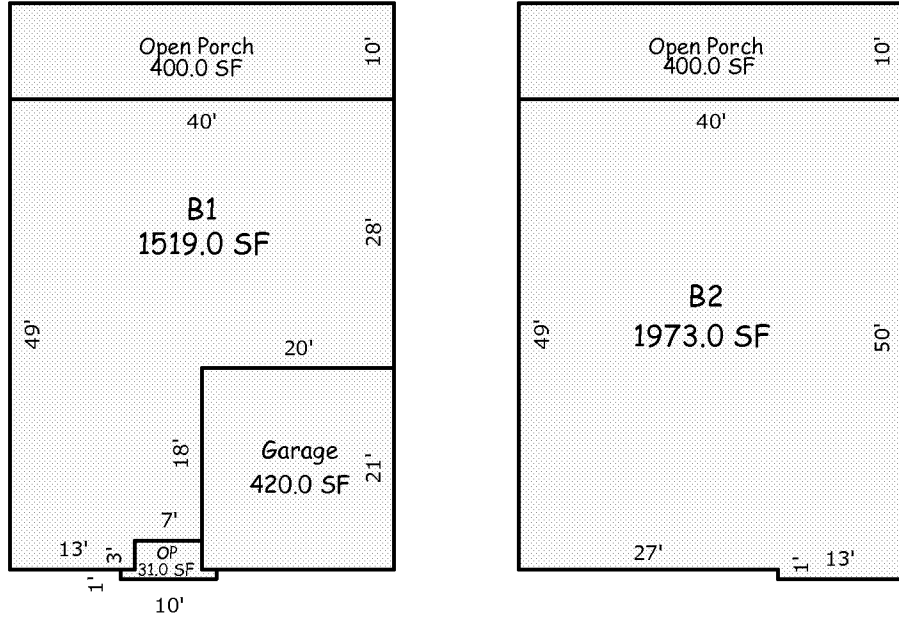 Open Porch
400.0 SF
10'
40'
B1
1519.0 SF
28'
49'
20'
18'
Garage
420.0 SF
21'
7'
13'
3'
OP
31.0 SF
1'
10'
Open Porch
400.0 SF
10'
40'
B2
1973.0 SF
49'
50'
27'
1'
13'